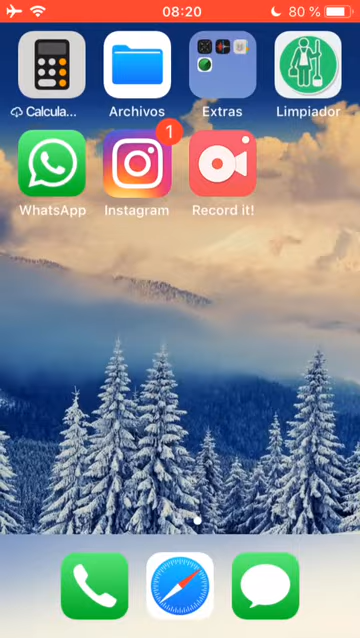 08:20
80 %
Calcula...
Archivos
Extras
Limpiador
1
WhatsApp
Instagram
Record it!